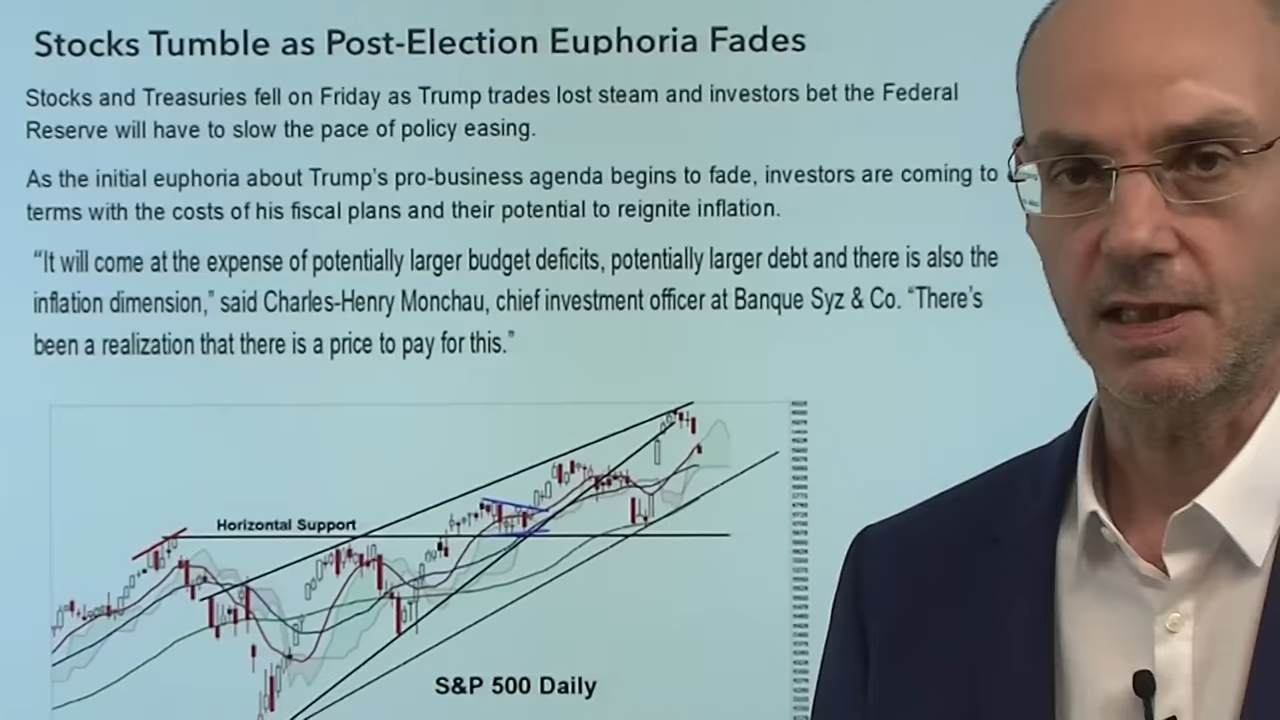 Stocks Tumble as Post-Election Euphoria Fades
Stocks and Treasuries fell on Friday as Trump trades lost steam and investors bet the Federal
Reserve will have to slow the pace of policy easing.
As the initial euphoria about Trump's pro-business agenda begins to fade, investors are coming to
terms with the costs of his fiscal plans and their potential to reignite inflation.
“It will come at the expense of potentially larger budget deficits, potentially larger debt and there is also the
inflation dimension,” said Charles-Henry Monchau, chief investment officer at Banque Syz & Co. “There's
been a realization that there is a price to pay for this.”
Horizontal Support
S&P 500 Daily